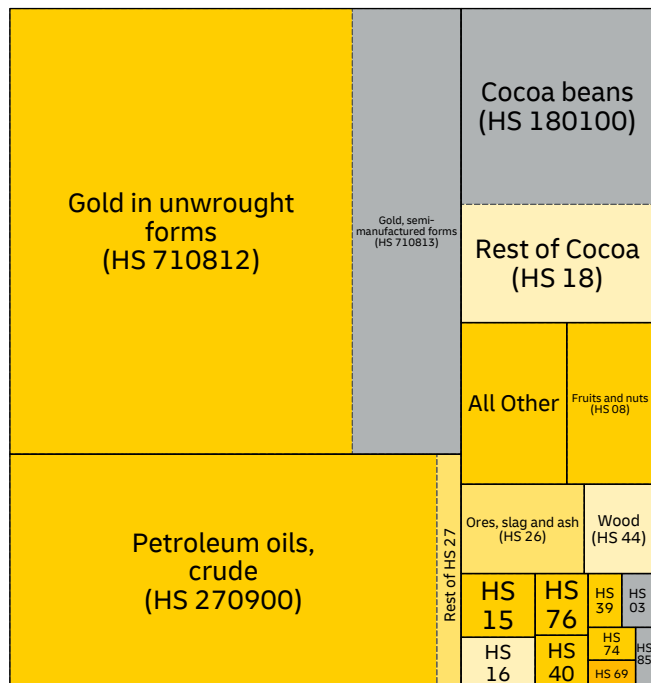 Gold in unwrought
forms
(HS 710812)
Gold, semi-
manufactured forms
(HS 710813)
Cocoa beans
(HS 180100)
Rest of Cocoa
(HS 18)
All Other
Fruits and nuts
(HS 08)
Petroleum oils,
crude
(HS 270900)
Rest of HS 27
Ores, slag and ash
(HS 26)
Wood
(HS 44)
HS
15
HS
76
HS
39
HS
03
HS
16
HS
40
HS
74
HS 69
HS
85